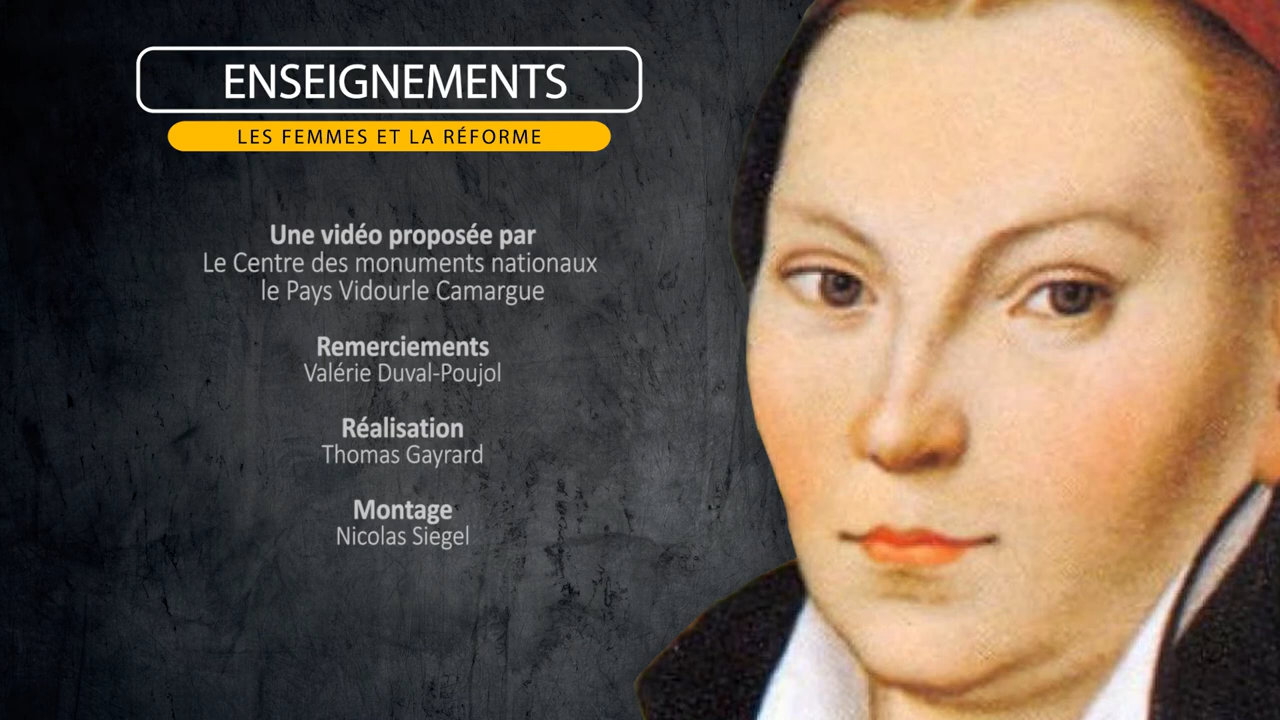 ENSEIGNEMENTS
LES FEMMES ET LA RÉFORME
Une vidéo proposée par
Le Centre des monuments nationaux
le Pays Vidourle Camargue
Remerciements
Valérie Duval-Poujol
Réalisation
Thomas Gayrard
Montage
Nicolas Siegel